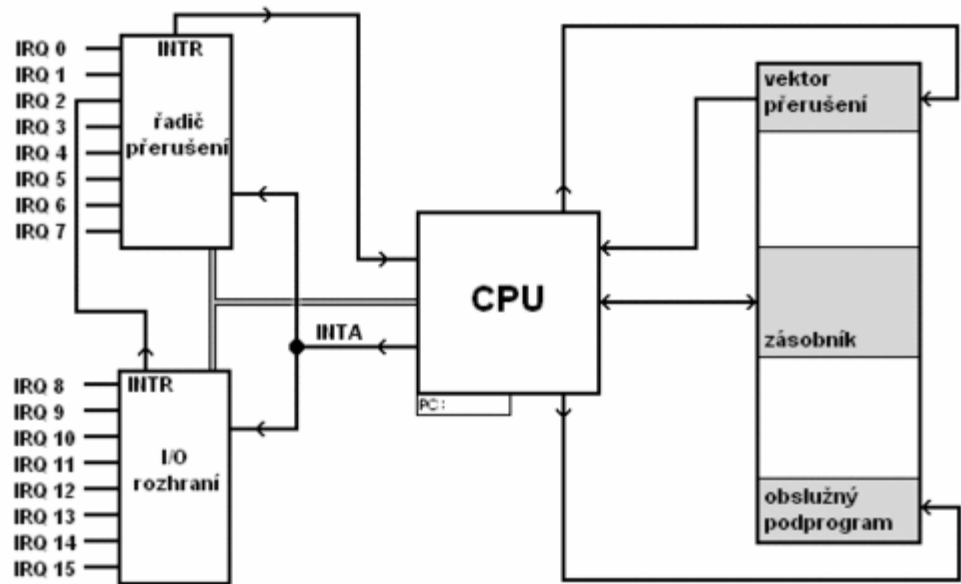 IRQ 0
IRQ 1
IRQ 2
IRQ 3
IRQ 4
IRQ 5
IRQ 6
IRQ 7
INTR
řadič
přerušení
IRQ 8
IRQ 9
IRQ 10
IRQ 11
IRQ 12
IRQ 13
IRQ 14
IRQ 15
INTR
I/O
rozhraní
INTA
CPU
PC:
vektor
přerušení
zásobník
obslužný
podprogram